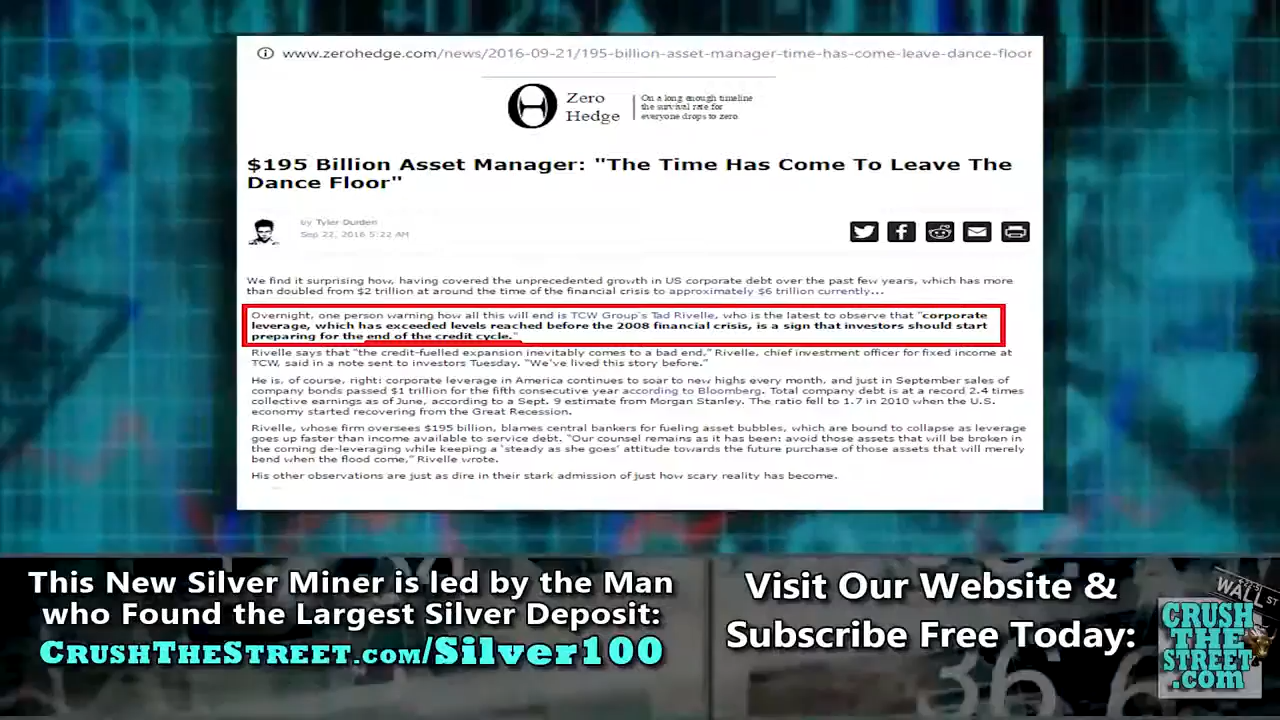 www.zerohedge.com/news/2016-09-21/195-billion-asset-manager-time-has-come-leave-dance-floor
Zero
Hedge
On a long enough timeline
the survival rate for
everyone drops to zero
$195 Billion Asset Manager: "The Time Has Come To Leave The
Dance Floor"
by Tyler Durden
Sep 22, 2016 5:22 AM
We find it surprising how, having covered the unprecedented growth in US corporate debt over the past few years, which has more
than doubled from $2 trillion at around the time of the financial crisis to approximately $6 trillion currently...
Overnight, one person warning how all this will end is TCW Group's Tad Rivelle, who is the latest to observe that "corporate
leverage, which has exceeded levels reached before the 2008 financial crisis, is a sign that investors should start
preparing for the end of the credit cycle."
Rivelle says that "the credit-fuelled expansion inevitably comes to a bad end," Rivelle, chief investment officer for fixed income at
TCW, said in a note sent to investors Tuesday. "We've lived this story before."
He is, of course, right: corporate leverage in America continues to soar to new highs every month, and just in September sales of
company bonds passed $1 trillion for the fifth consecutive year according to Bloomberg. Total company debt is at a record 2.4 times
collective earnings as of June, according to a Sept. 9 estimate from Morgan Stanley. The ratio fell to 1.7 in 2010 when the U.S.
economy started recovering from the Great Recession.
Rivelle, whose firm oversees $195 billion, blames central bankers for fueling asset bubbles, which are bound to collapse as leverage
goes up faster than income available to service debt. "Our counsel remains as it has been: avoid those assets that will be broken in
the coming de-leveraging while keeping a 'steady as she goes' attitude towards the future purchase of those assets that will merely
bend when the flood come," Rivelle wrote.
His other observations are just as dire in their stark admission of just how scary reality has become.
This New Silver Miner is led by the Man
who Found the Largest Silver Deposit:
CRUSHTHESTREET.COM/Silver100
Visit Our Website &
Subscribe Free Today:
WALL ST
CRUSH
THE
STREET
.com
36.6